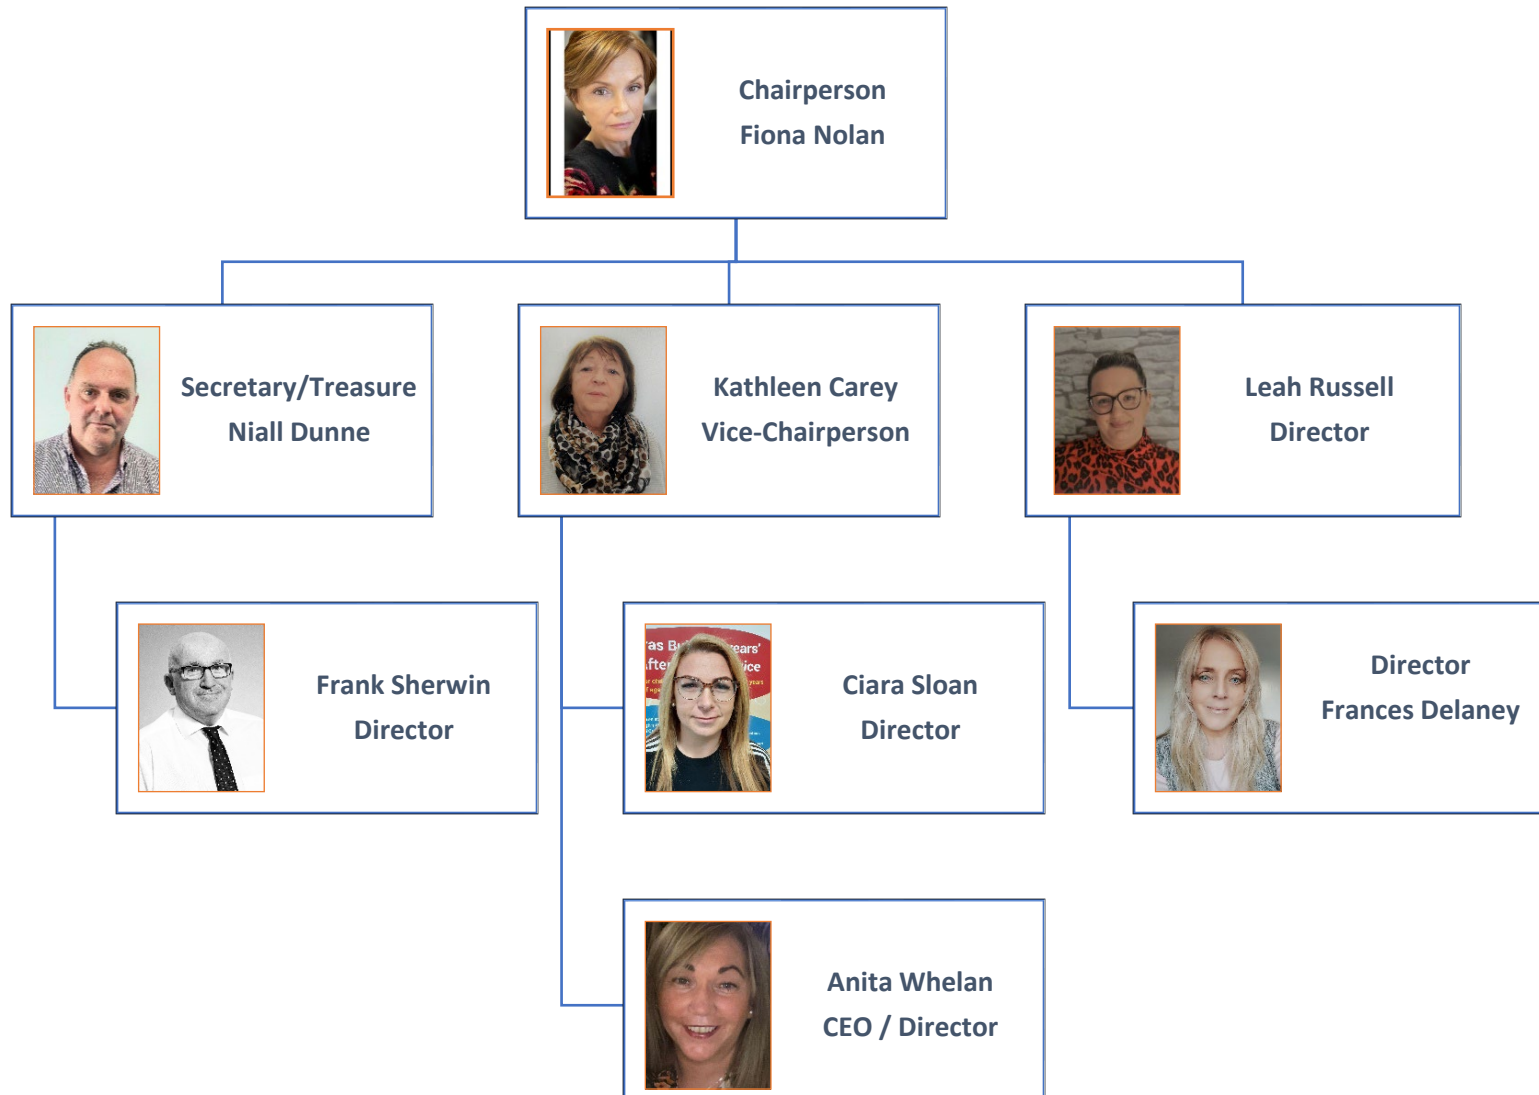 Chairperson
Fiona Nolan
Secretary/Treasure
Niall Dunne
Kathleen Carey
Vice-Chairperson
Leah Russell
Director
Frank Sherwin
Director
Ciara Sloan
Director
Director
Frances Delaney
Anita Whelan
CEO / Director